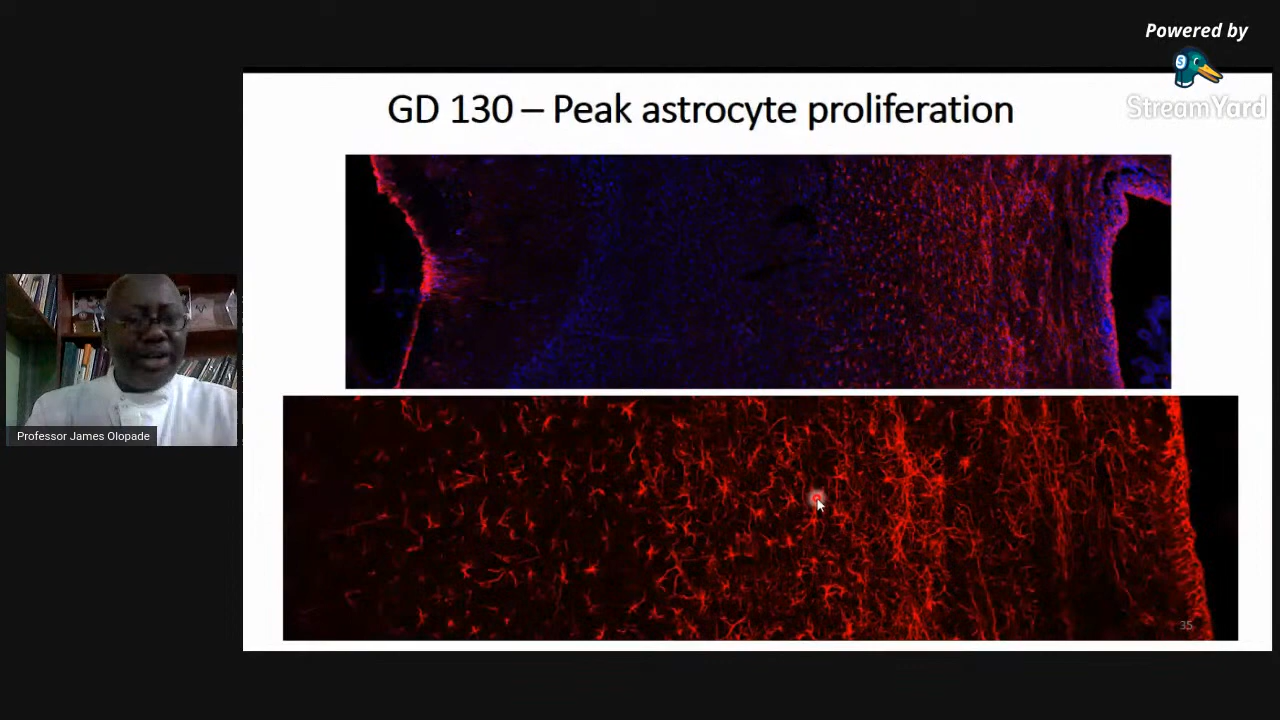 Powered by
StreamYard
GD 130 – Peak astrocyte proliferation
Professor James Olopade
35